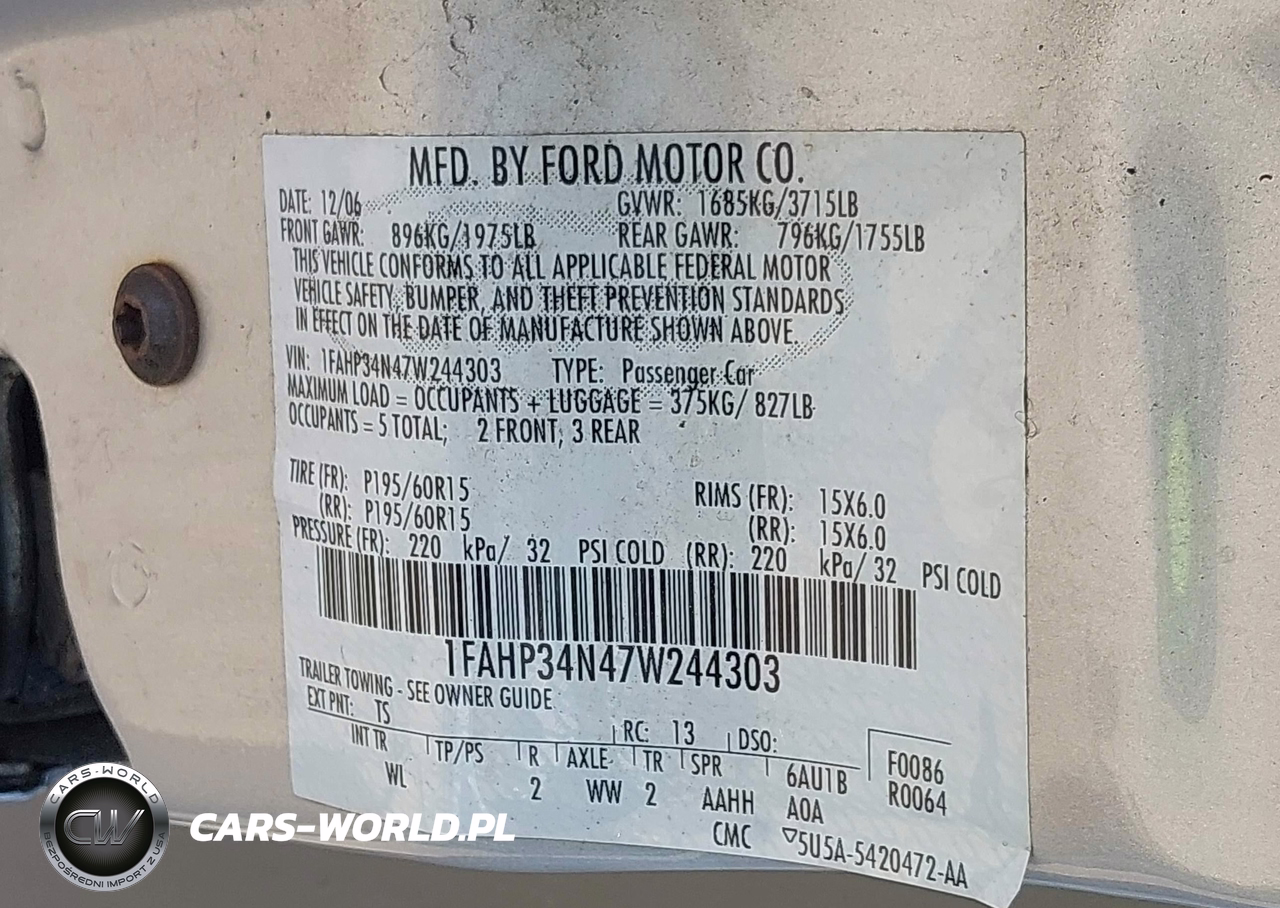 MFD. BY FORD MOTOR CO.
DATE: 12/06 GVWR: 1685KG/3715LB
FRONT GAWR: 896KG/1975LB REAR GAWR: 796KG/1755LB
THIS VEHICLE CONFORMS TO ALL APPLICABLE FEDERAL MOTOR
VEHICLE SAFETY, BUMPER, AND THEFT PREVENTION STANDARDS
IN EFFECT ON THE DATE OF MANUFACTURE SHOWN ABOVE.
VIN: 1FAHP34N47W244303 TYPE: Passenger Car
MAXIMUM LOAD = OCCUPANTS + LUGGAGE = 375KG/ 827LB
OCCUPANTS = 5 TOTAL; 2 FRONT, 3 REAR
TIRE (FR): P195/60R15 RIMS (FR): 15X6.0
(RR): P195/60R15 (RR): 15X6.0
PRESSURE (FR): 220 kPa/ 32 PSI COLD (RR): 220 kPa/ 32 PSI COLD
1FAHP34N47W244303
TRAILER TOWING - SEE OWNER GUIDE
EXT PNT: TS RC: 13 DSO: F0086
INT TR TP/PS R AXLE TR SPR 6AU1B R0064
WL 2 WW 2 AAHH A0A
CMC ▽5U5A-5420472-AA
CARS-WORLD
CW
BEZPOŚREDNI IMPORT Z USA
CARS-WORLD.PL